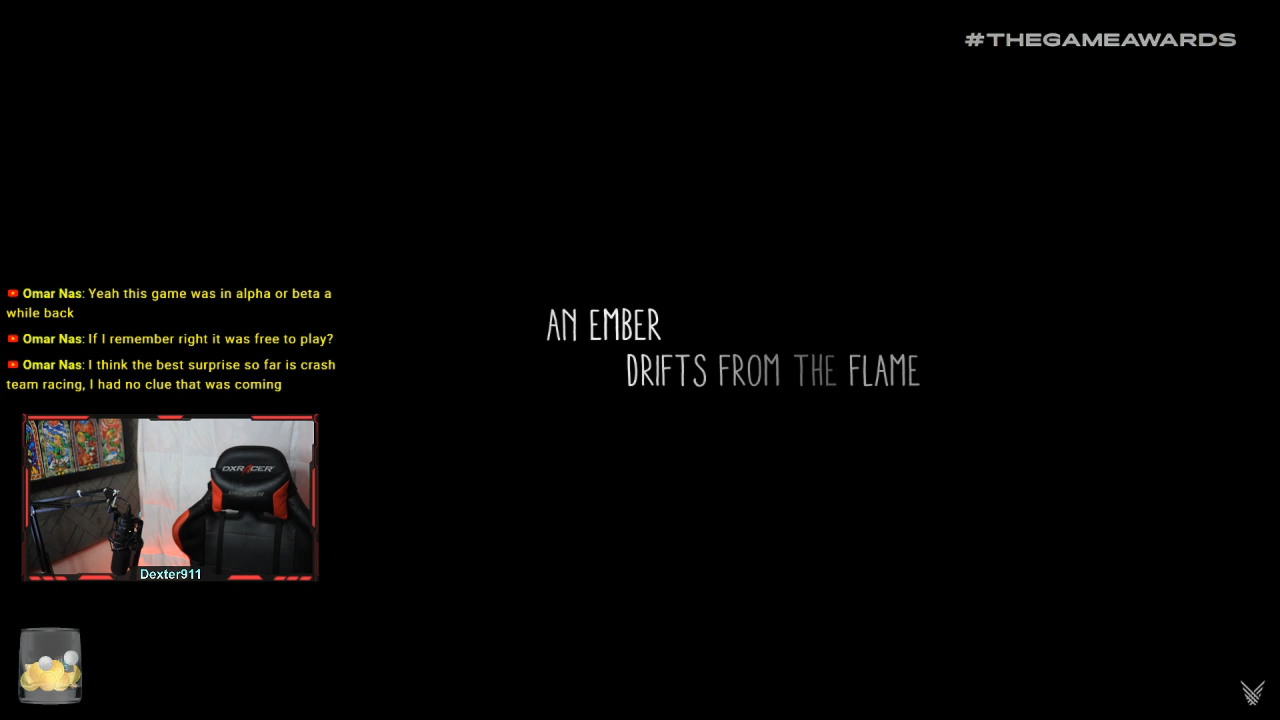 #THEGAMEAWARDS
Omar Nas: Yeah this game was in alpha or beta a
while back
Omar Nas: If I remember right it was free to play?
Omar Nas: I think the best surprise so far is crash
team racing, I had no clue that was coming
AN EMBER
DRIFTS FROM THE FLAME
DXRACER
Dexter911